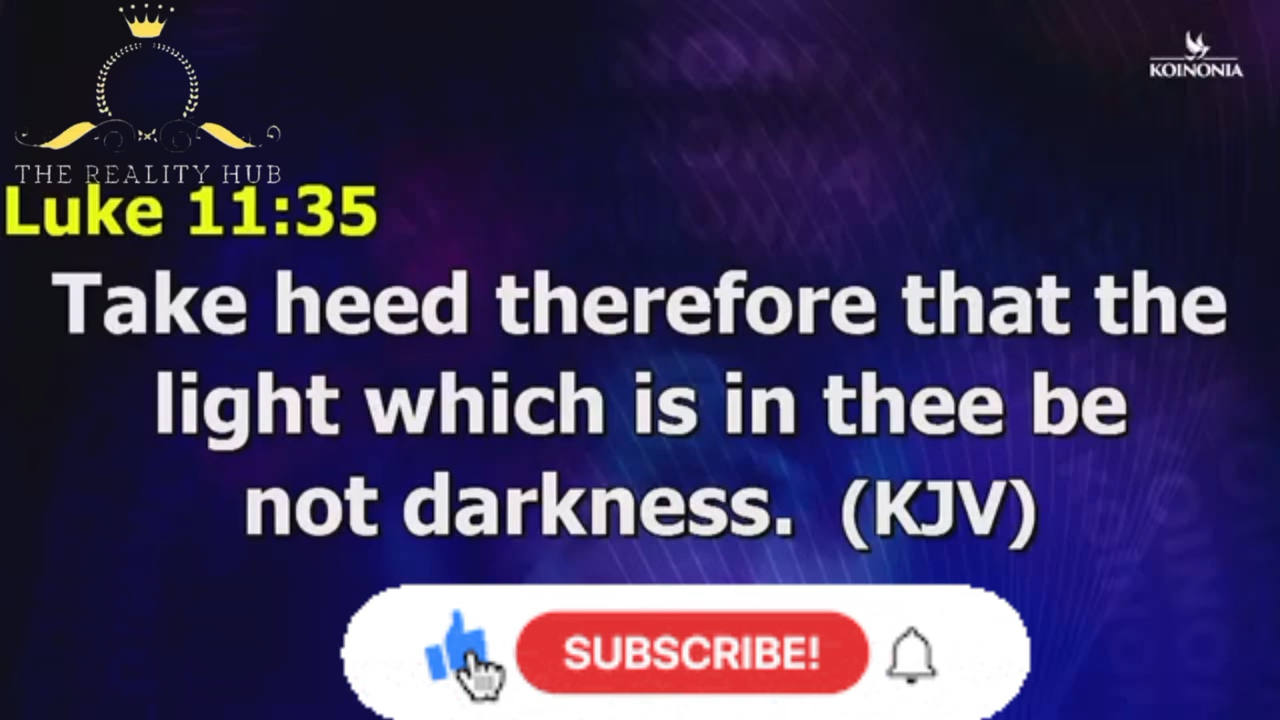 KOINONIA
THE REALITY HUB
Luke 11:35
Take heed therefore that the
light which is in thee be
not darkness. (KJV)
SUBSCRIBE!